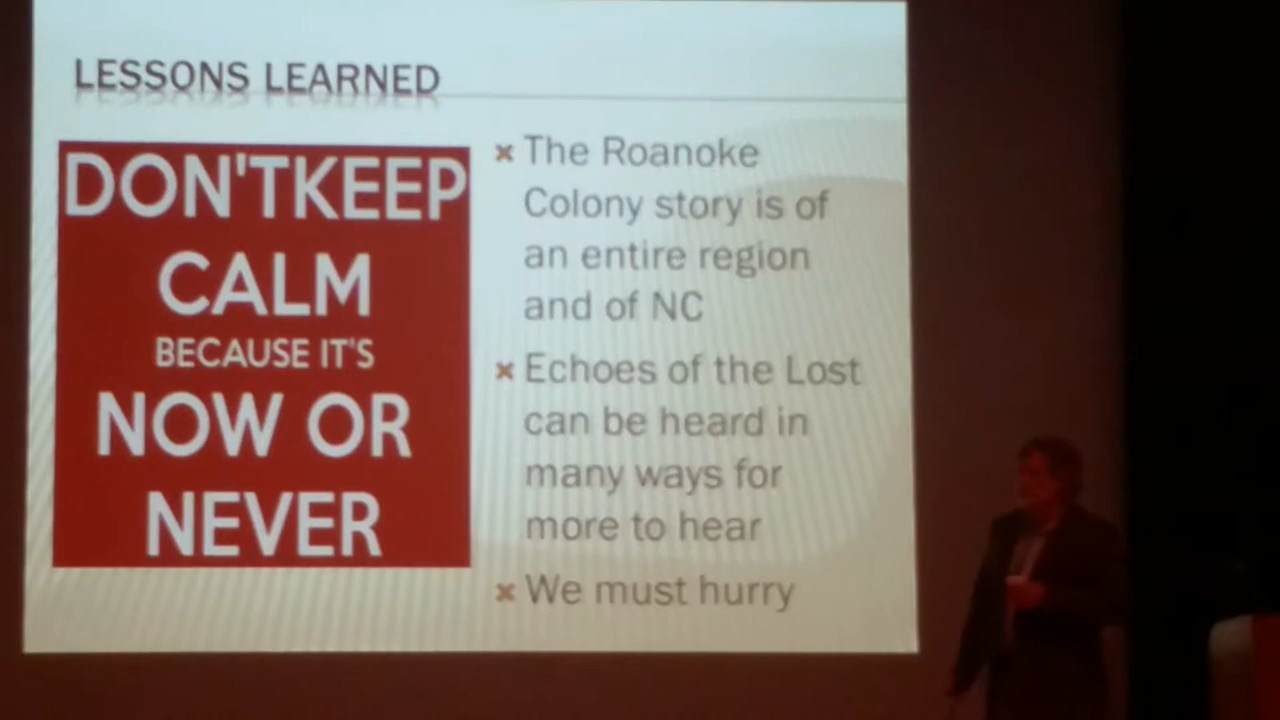 LESSONS LEARNED
DON'TKEEP
CALM
BECAUSE IT'S
NOW OR
NEVER
The Roanoke
Colony story is of
an entire region
and of NC
Echoes of the Lost
can be heard in
many ways for
more to hear
We must hurry